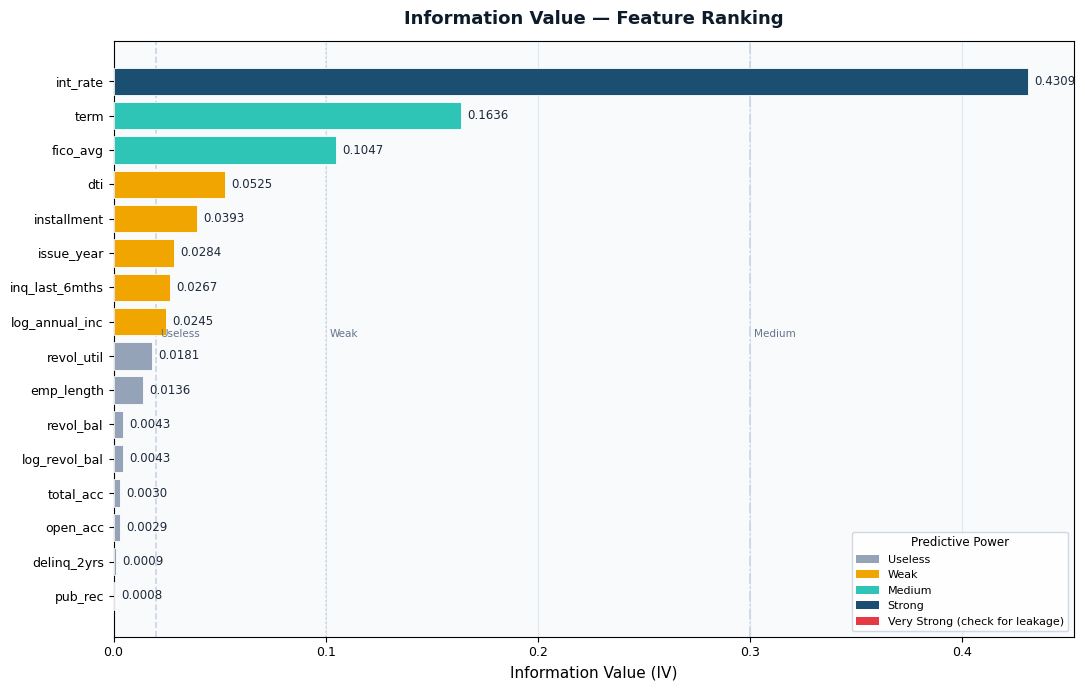 Information Value — Feature Ranking
int_rate 0.4309
term 0.1636
fico_avg 0.1047
dti 0.0525
installment 0.0393
issue_year 0.0284
inq_last_6mths 0.0267
log_annual_inc 0.0245
Useless Weak Medium
revol_util 0.0181
emp_length 0.0136
revol_bal 0.0043
log_revol_bal 0.0043
total_acc 0.0030
open_acc 0.0029
delinq_2yrs 0.0009
pub_rec 0.0008
Predictive Power
Useless
Weak
Medium
Strong
Very Strong (check for leakage)
0.0 0.1 0.2 0.3 0.4
Information Value (IV)